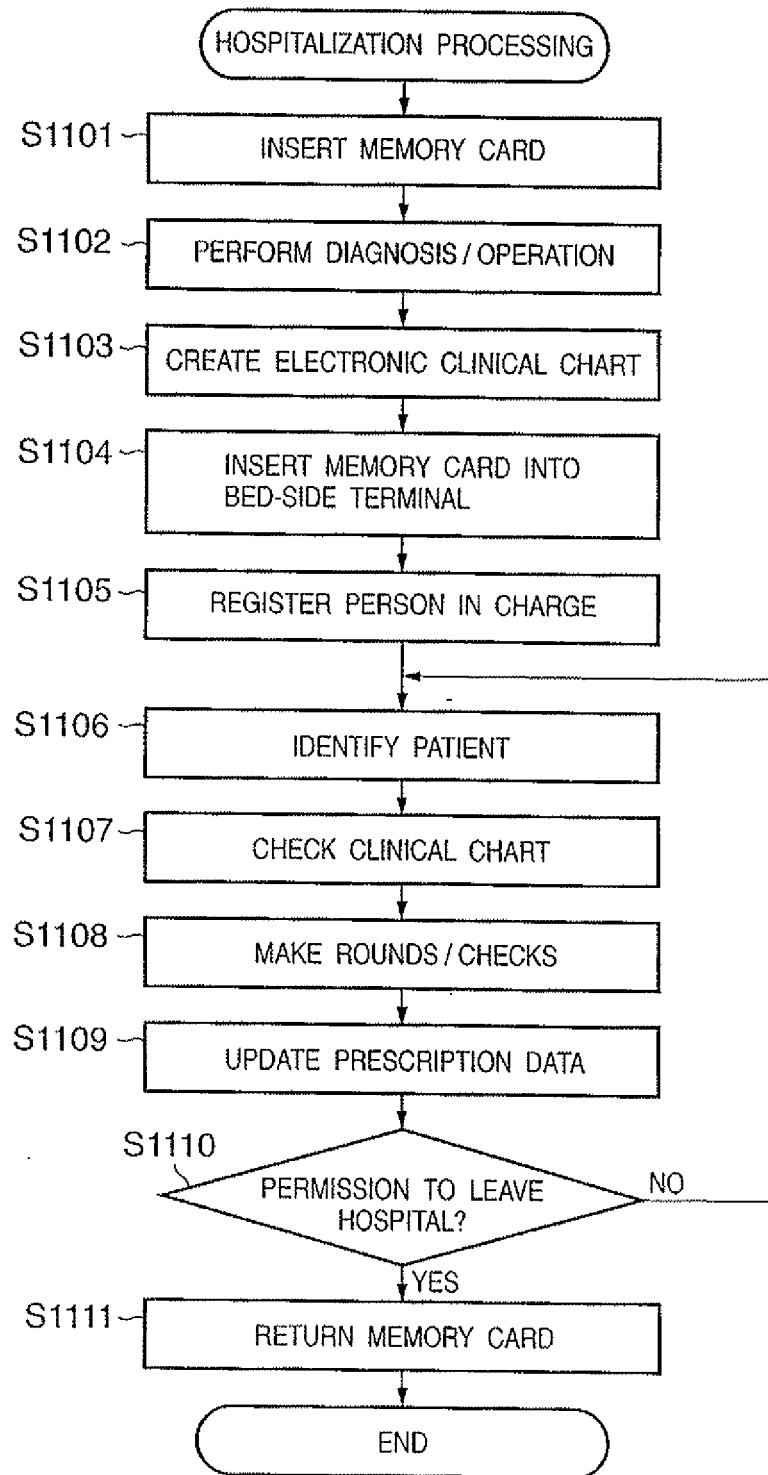 HOSPITALIZATION PROCESSING
S1101
INSERT MEMORY CARD
S1102
PERFORM DIAGNOSIS / OPERATION
S1103
CREATE ELECTRONIC CLINICAL CHART
S1104
INSERT MEMORY CARD INTO
BED-SIDE TERMINAL
S1105
REGISTER PERSON IN CHARGE
S1106
IDENTIFY PATIENT
S1107
CHECK CLINICAL CHART
S1108
MAKE ROUNDS / CHECKS
S1109
UPDATE PRESCRIPTION DATA
S1110
PERMISSION TO LEAVE
HOSPITAL?
NO
YES
S1111
RETURN MEMORY CARD
END